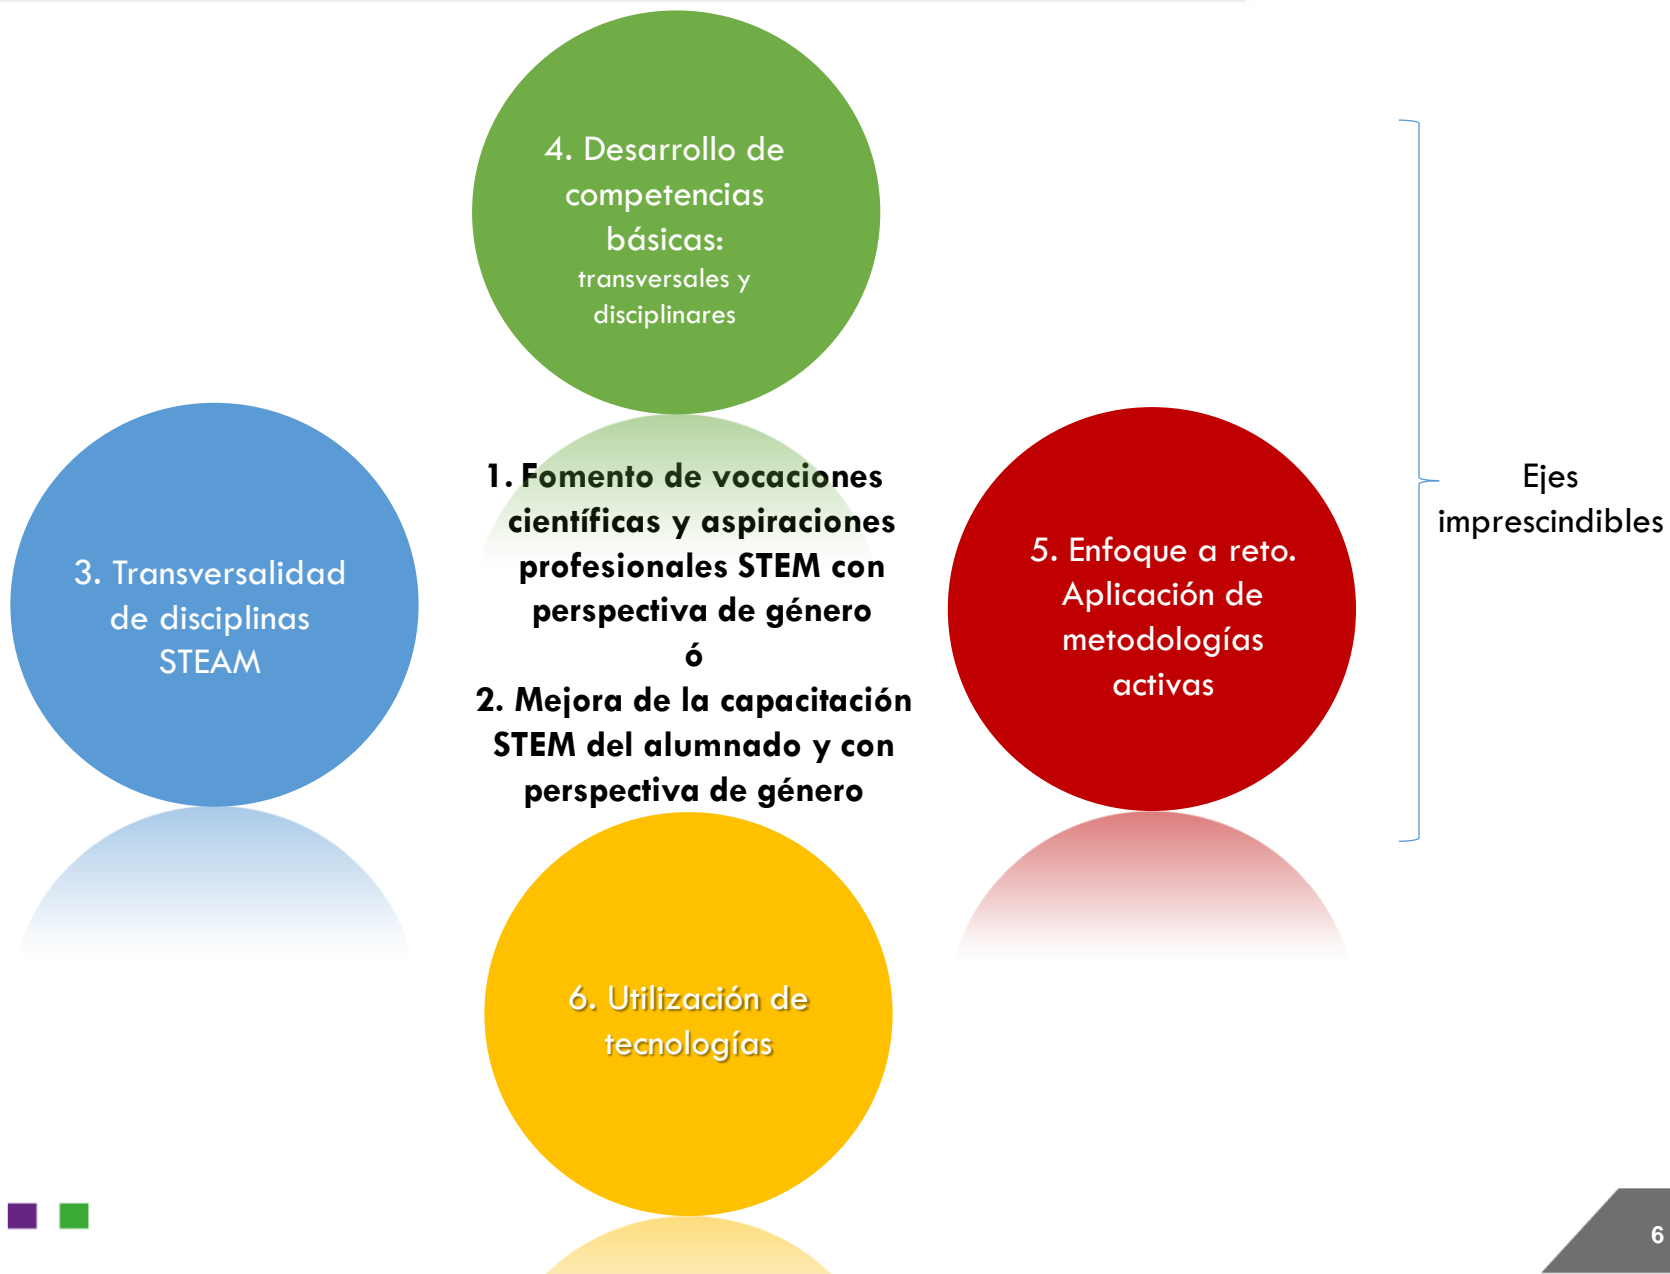 4. Desarrollo de
competencias
básicas:
transversales y
disciplinares
1. Fomento de vocaciones
científicas y aspiraciones
profesionales STEM con
perspectiva de género
ó
2. Mejora de la capacitación
STEM del alumnado y con
perspectiva de género
3. Transversalidad
de disciplinas
STEAM
5. Enfoque a reto.
Aplicación de
metodologías
activas
Ejes
imprescindibles
6. Utilización de
tecnologías
6